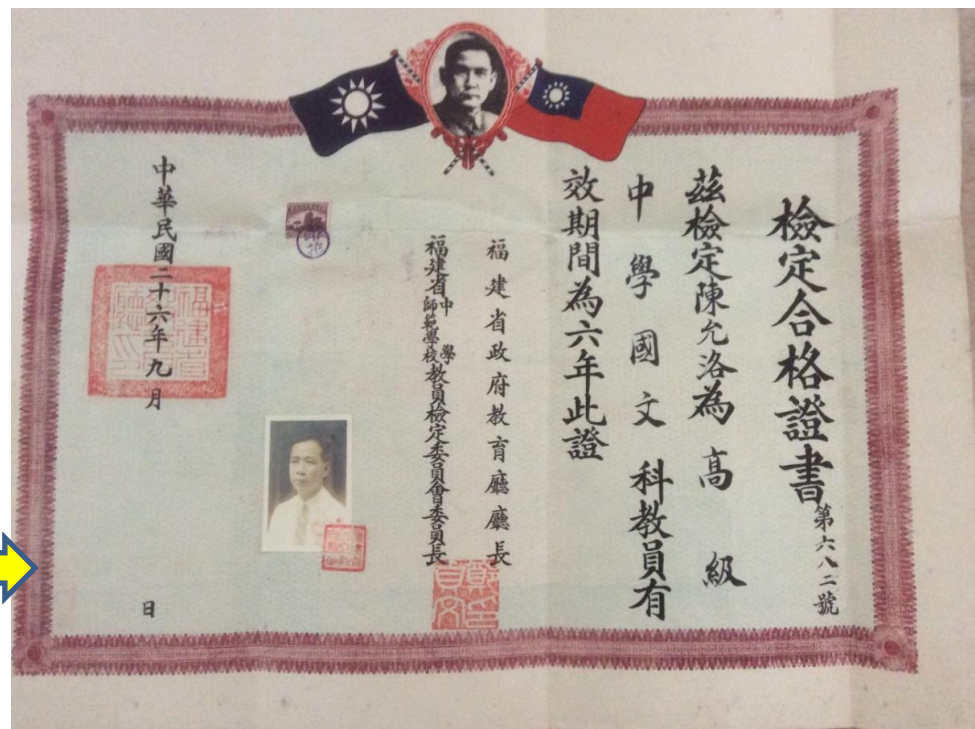 檢定合格證書
第六八二號
茲檢定陳允洛為高級
中學國文科教員有
效期間為六年此證
福建省政府教育廳廳長
福建省中學師範學校教員檢定委員會委員長
中華民國二十六年九月 日